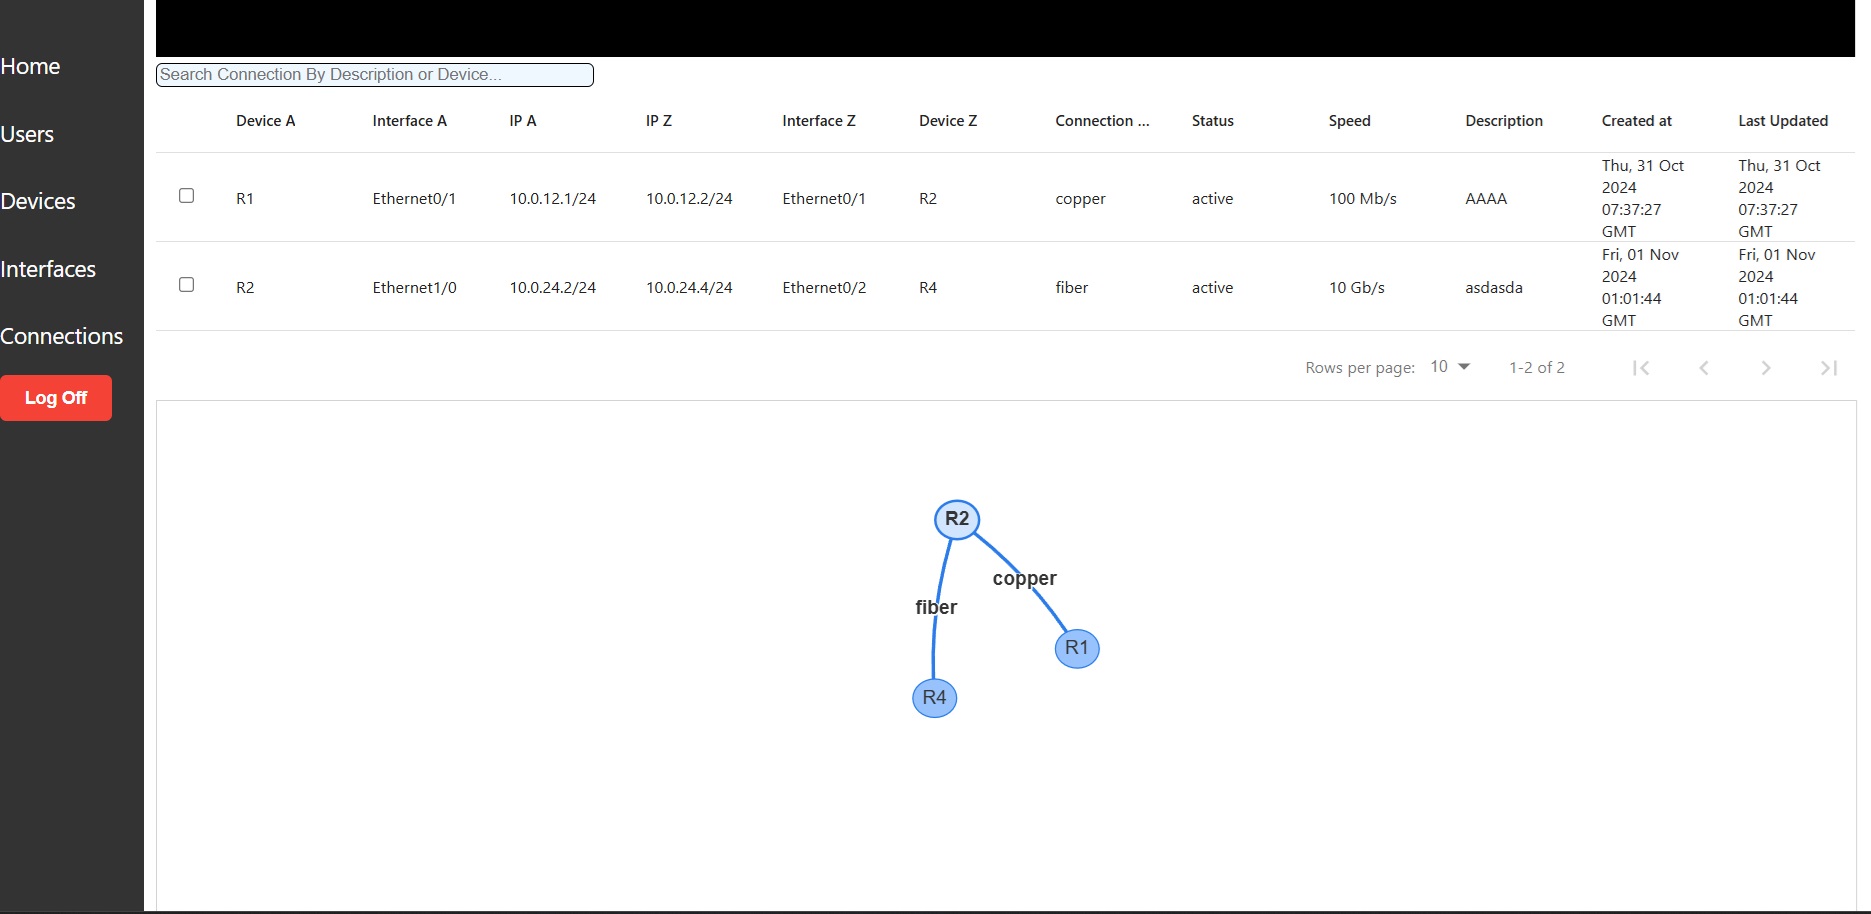 Home
Users
Devices
Interfaces
Connections
Log Off
Search Connection By Description or Device...
Device A Interface A IP A IP Z Interface Z Device Z Connection ... Status Speed Description Created at Last Updated
R1 Ethernet0/1 10.0.12.1/24 10.0.12.2/24 Ethernet0/1 R2 copper active 100 Mb/s AAAA Thu, 31 Oct 2024 07:37:27 GMT Thu, 31 Oct 2024 07:37:27 GMT
R2 Ethernet1/0 10.0.24.2/24 10.0.24.4/24 Ethernet0/2 R4 fiber active 10 Gb/s asdasda Fri, 01 Nov 2024 01:01:44 GMT Fri, 01 Nov 2024 01:01:44 GMT
Rows per page: 10 1-2 of 2
R2
copper
fiber
R1
R4